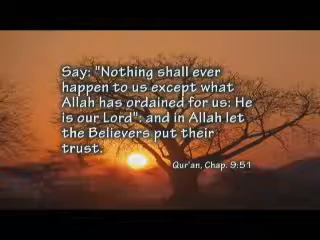 Say: "Nothing shall ever
happen to us except what
Allah has ordained for us: He
is our Lord": and in Allah let
the Believers put their
trust.
Qur'an, Chap. 9:51